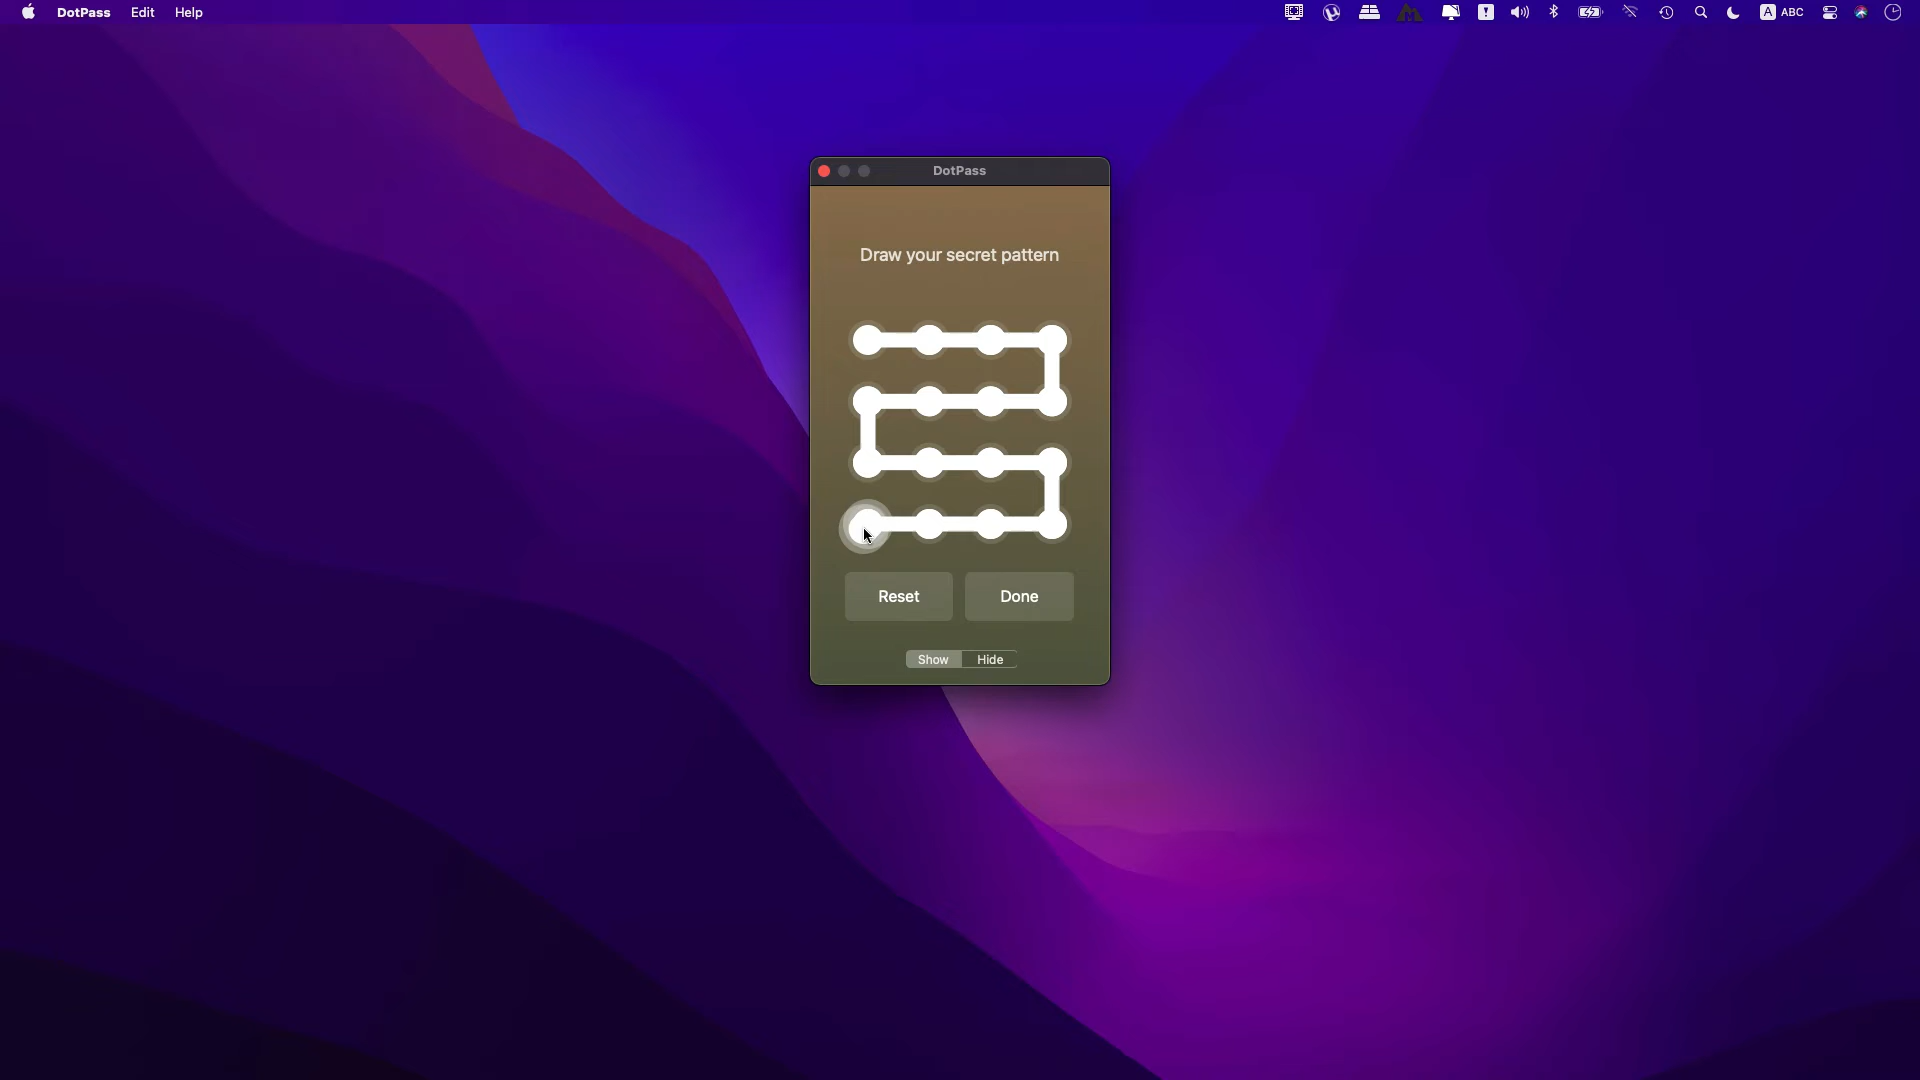 DotPass Edit Help A ABC
DotPass
Draw your secret pattern
Reset Done
Show Hide